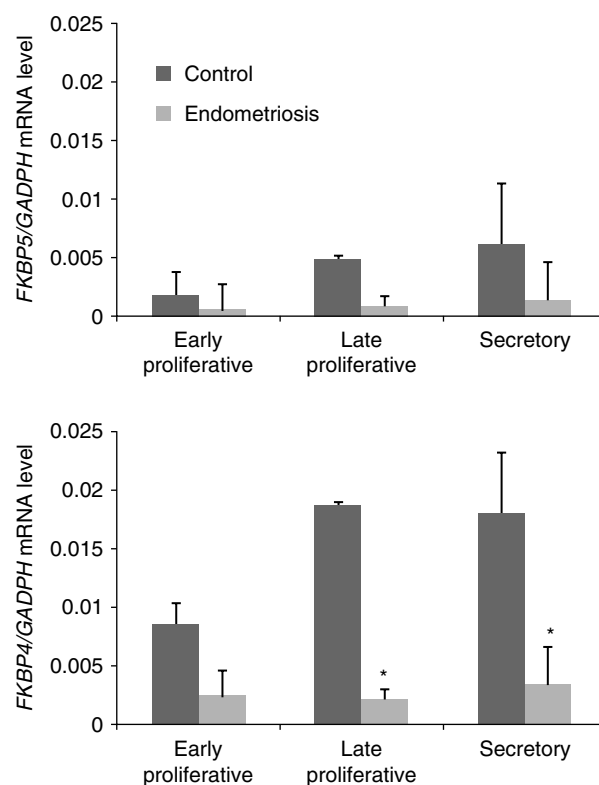 FKBP5/GADPH mRNA level
0.025
0.02
0.015
0.01
0.005
0
Control
Endometriosis
Early
proliferative
Late
proliferative
Secretory
FKBP4/GADPH mRNA level
0.025
0.02
0.015
0.01
0.005
0
*
*
Early
proliferative
Late
proliferative
Secretory